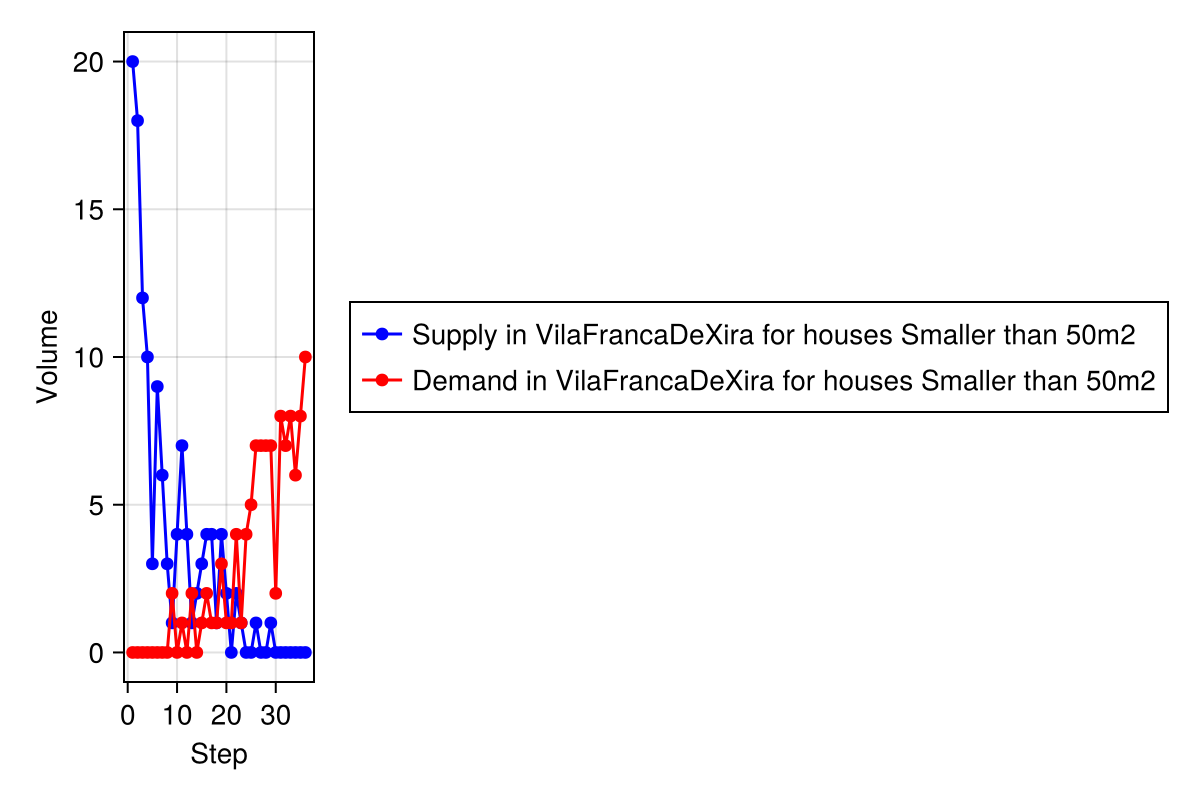 20
15
10
5
0
Volume
0 10 20 30
Step
Supply in VilaFrancaDeXira for houses Smaller than 50m2
Demand in VilaFrancaDeXira for houses Smaller than 50m2